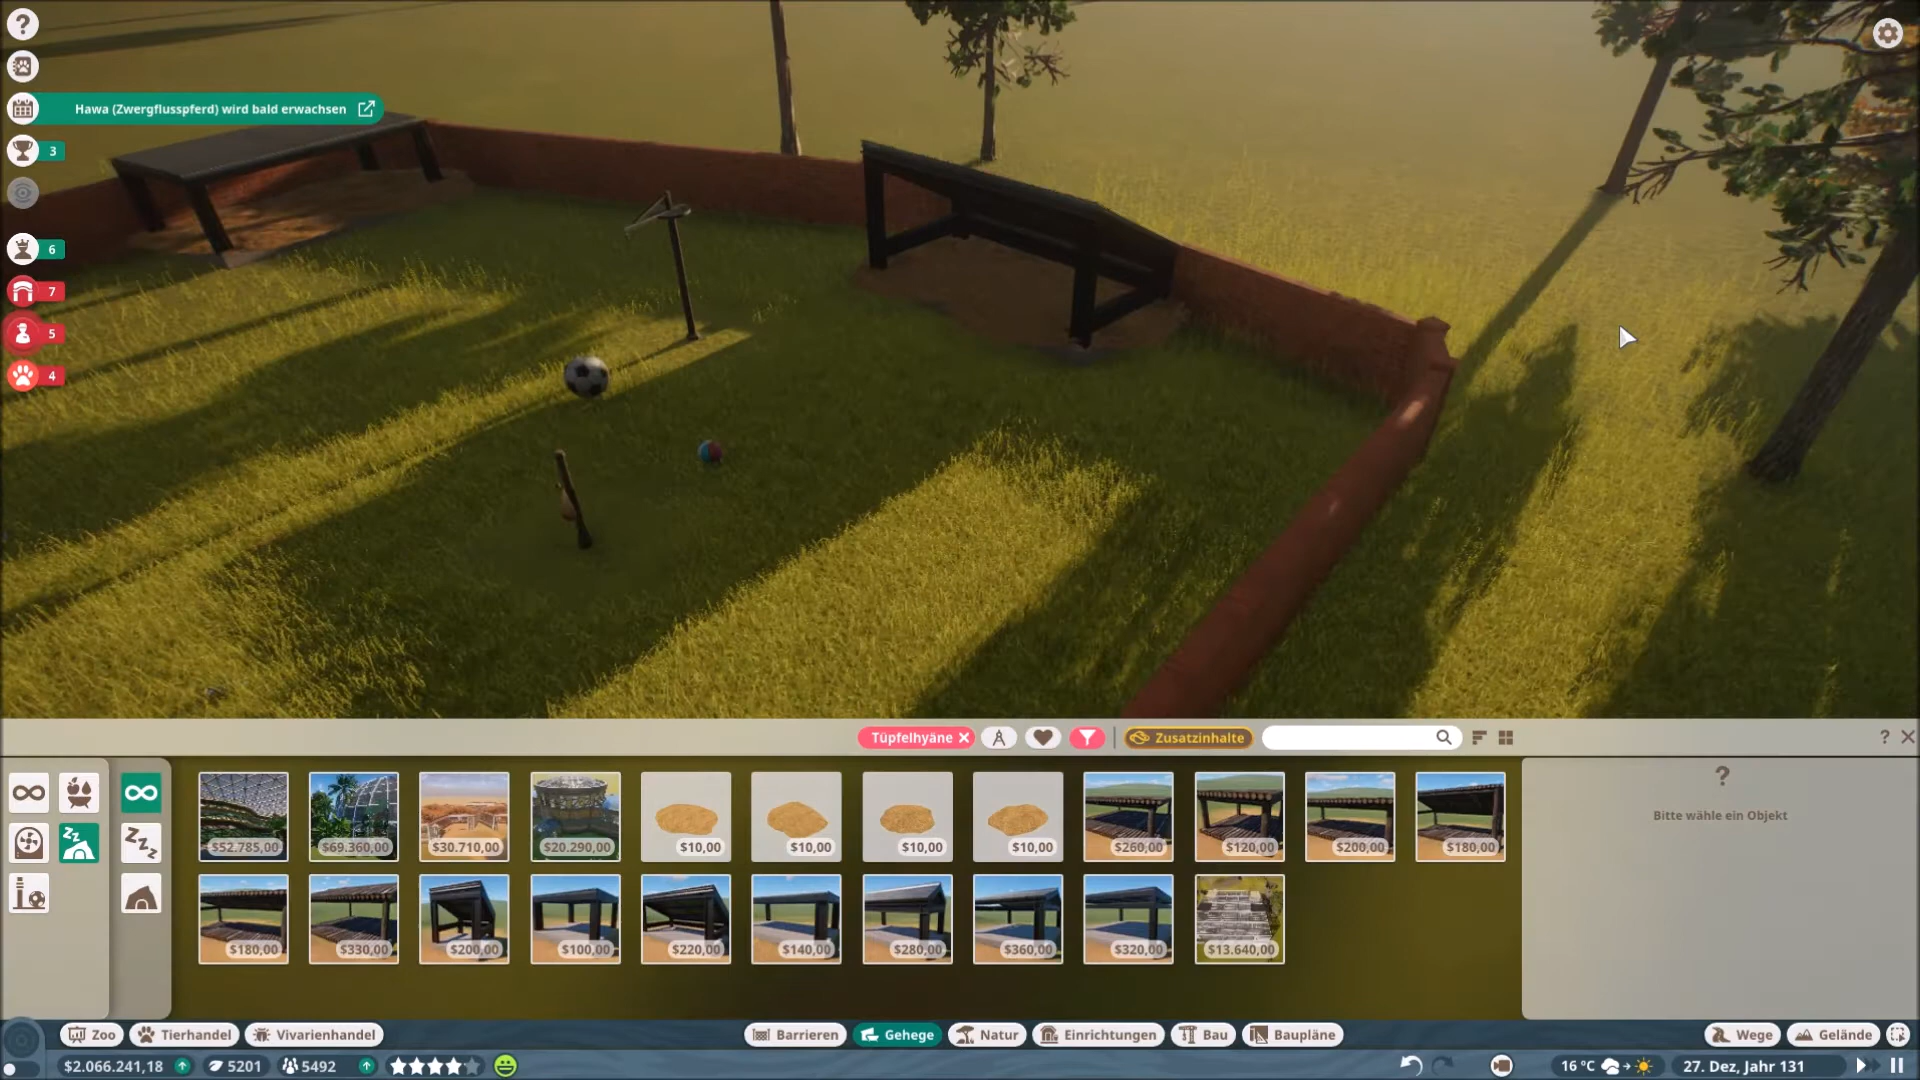 ?
Hawa (Zwergflusspferd) wird bald erwachsen
3
6
7
5
4
Tüpfelhyäne
Zusatzinhalte
?
$52.785,00
$69.360,00
$30.710,00
$20.290,00
$10,00
$10,00
$10,00
$10,00
$260,00
$120,00
$200,00
$180,00
$180,00
$330,00
$200,00
$100,00
$220,00
$140,00
$280,00
$360,00
$320,00
$13.640,00
?
Bitte wähle ein Objekt
zzz
zzz
Zoo
Tierhandel
Vivarienhandel
Barrieren
Gehege
Natur
Einrichtungen
Bau
Baupläne
Wege
Gelände
$2.066.241,18
5201
5492
16 °C
27. Dez, Jahr 131